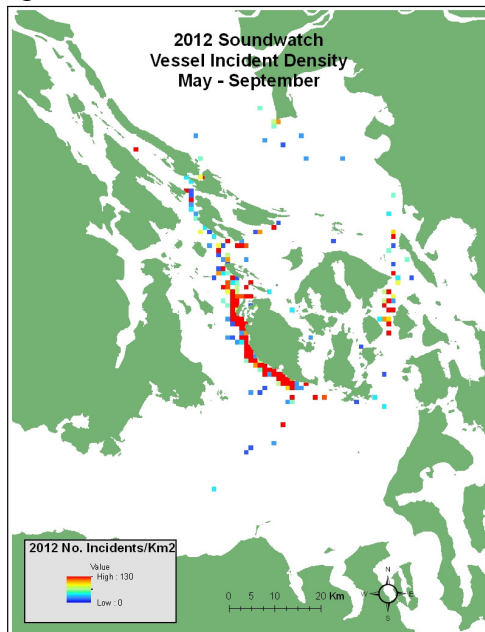 2012 Soundwatch
Vessel Incident Density
May - September
2012 No. Incidents/Km2
Value
High : 130
Low : 0
0 5 10 20 Km
N
W E
S